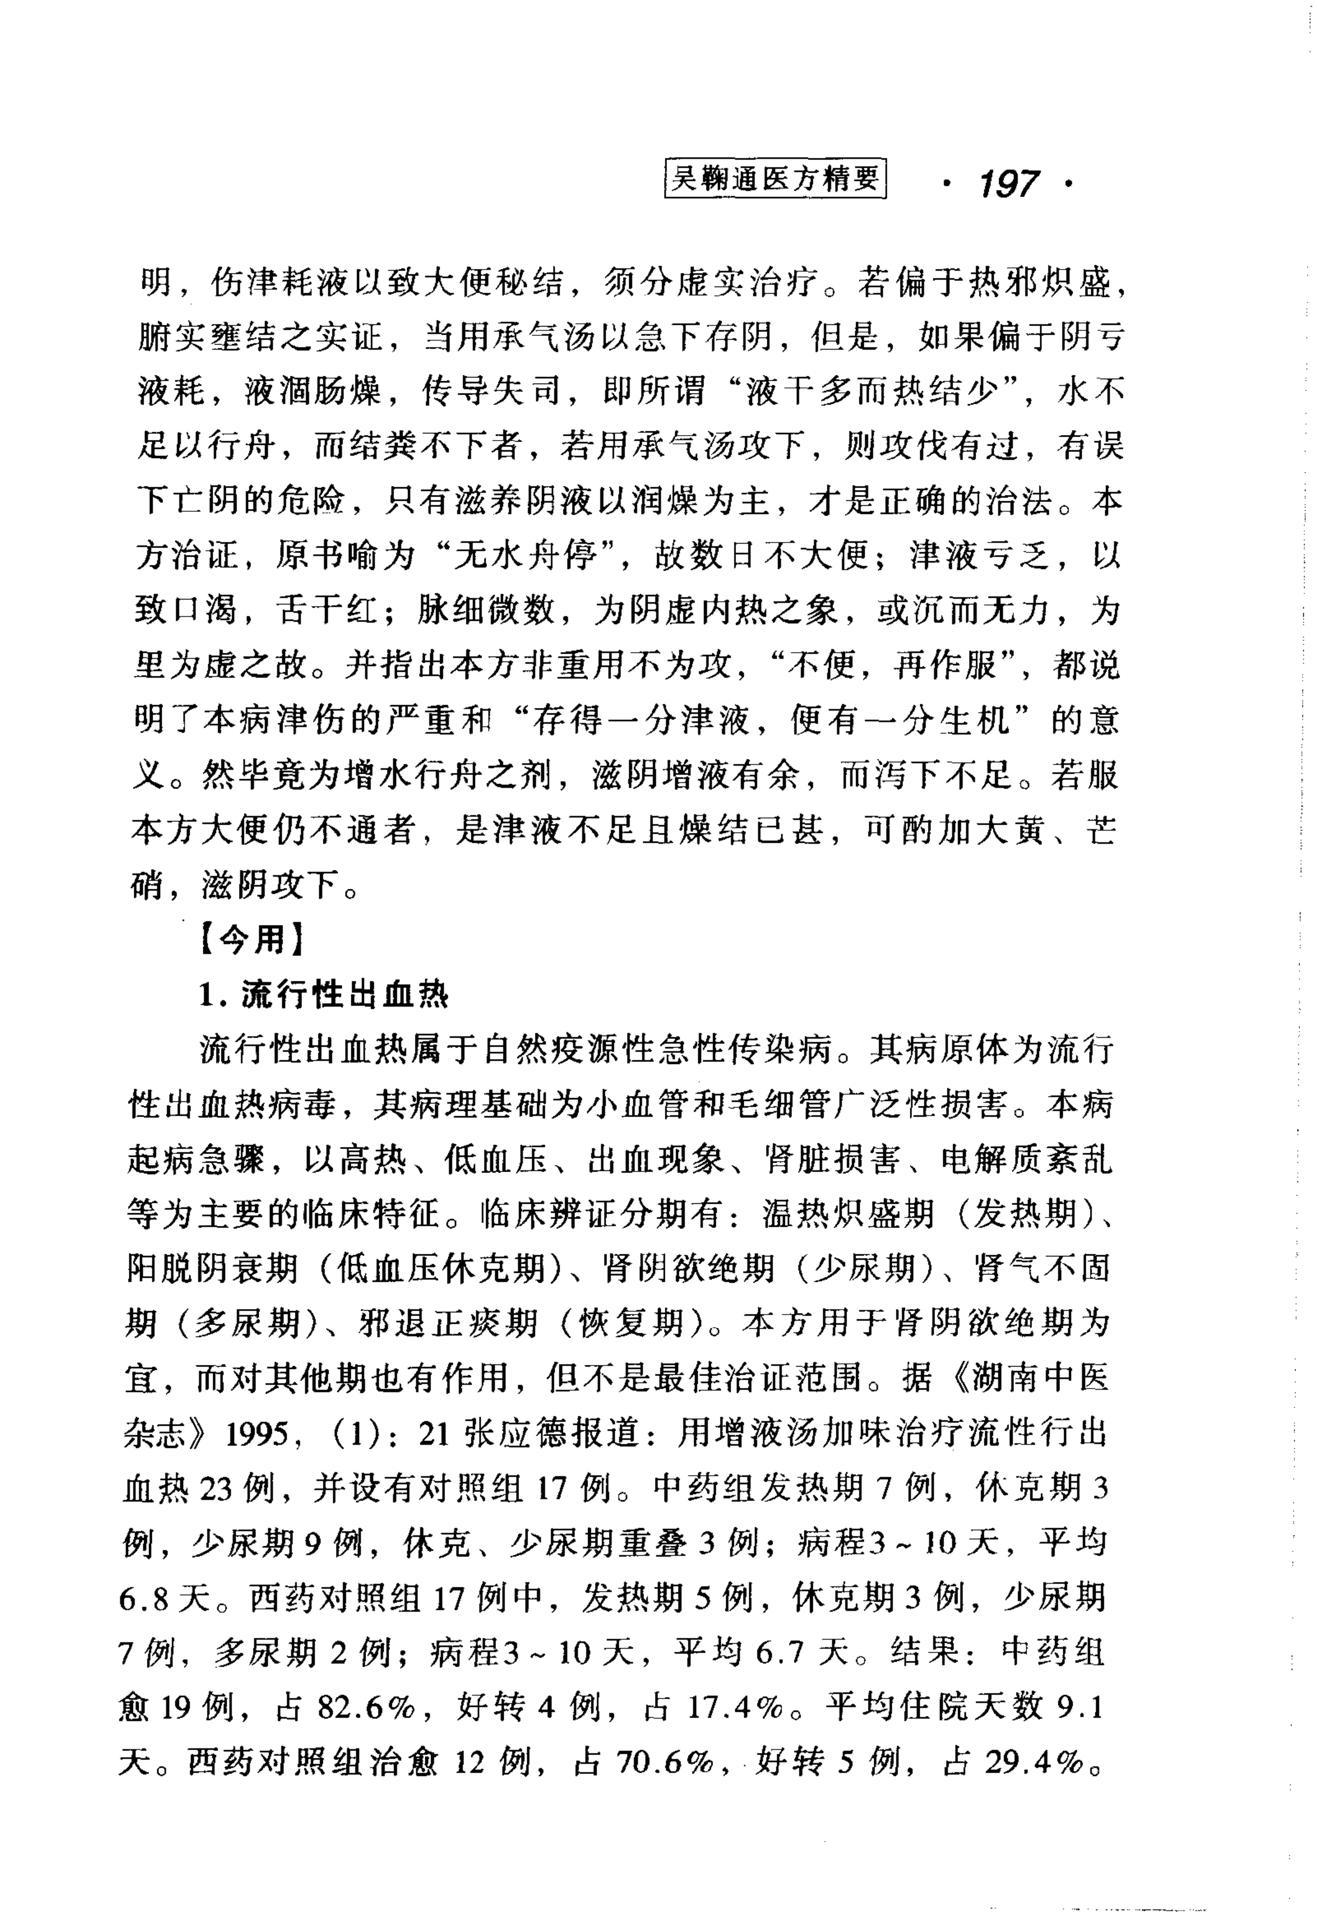 吴鞠通医方精要 · 197 ·
明，伤津耗液以致大便秘结，须分虚实治疗。若偏于热邪炽盛，
腑实壅结之实证，当用承气汤以急下存阴，但是，如果偏于阴亏
液耗，液涸肠燥，传导失司，即所谓“液干多而热结少”，水不
足以行舟，而结粪不下者，若用承气汤攻下，则攻伐有过，有误
下亡阴的危险，只有滋养阴液以润燥为主，才是正确的治法。本
方治证，原书喻为“无水舟停”，故数日不大便；津液亏乏，以
致口渴，舌干红；脉细微数，为阴虚内热之象，或沉而无力，为
里为虚之故。并指出本方非重用不为攻，“不便，再作服”，都说
明了本病津伤的严重和“存得一分津液，便有一分生机”的意
义。然毕竟为增水行舟之剂，滋阴增液有余，而泻下不足。若服
本方大便仍不通者，是津液不足且燥结已甚，可酌加大黄、芒
硝，滋阴攻下。
【今用】
1. 流行性出血热
流行性出血热属于自然疫源性急性传染病。其病原体为流行
性出血热病毒，其病理基础为小血管和毛细管广泛性损害。本病
起病急骤，以高热、低血压、出血现象、肾脏损害、电解质紊乱
等为主要的临床特征。临床辨证分期有：温热炽盛期（发热期）、
阳脱阴衰期（低血压休克期）、肾阴欲绝期（少尿期）、肾气不固
期（多尿期）、邪退正痰期（恢复期）。本方用于肾阴欲绝期为
宜，而对其他期也有作用，但不是最佳治证范围。据《湖南中医
杂志》1995，（1）：21 张应德报道：用增液汤加味治疗流性行出
血热 23 例，并设有对照组 17 例。中药组发热期 7 例，休克期 3
例，少尿期 9 例，休克、少尿期重叠 3 例；病程3～10 天，平均
6.8 天。西药对照组 17 例中，发热期 5 例，休克期 3 例，少尿期
7 例，多尿期 2 例；病程3～10 天，平均 6.7 天。结果：中药组
愈 19 例，占 82.6%，好转 4 例，占 17.4%。平均住院天数 9.1
天。西药对照组治愈 12 例，占 70.6%，好转 5 例，占 29.4%。